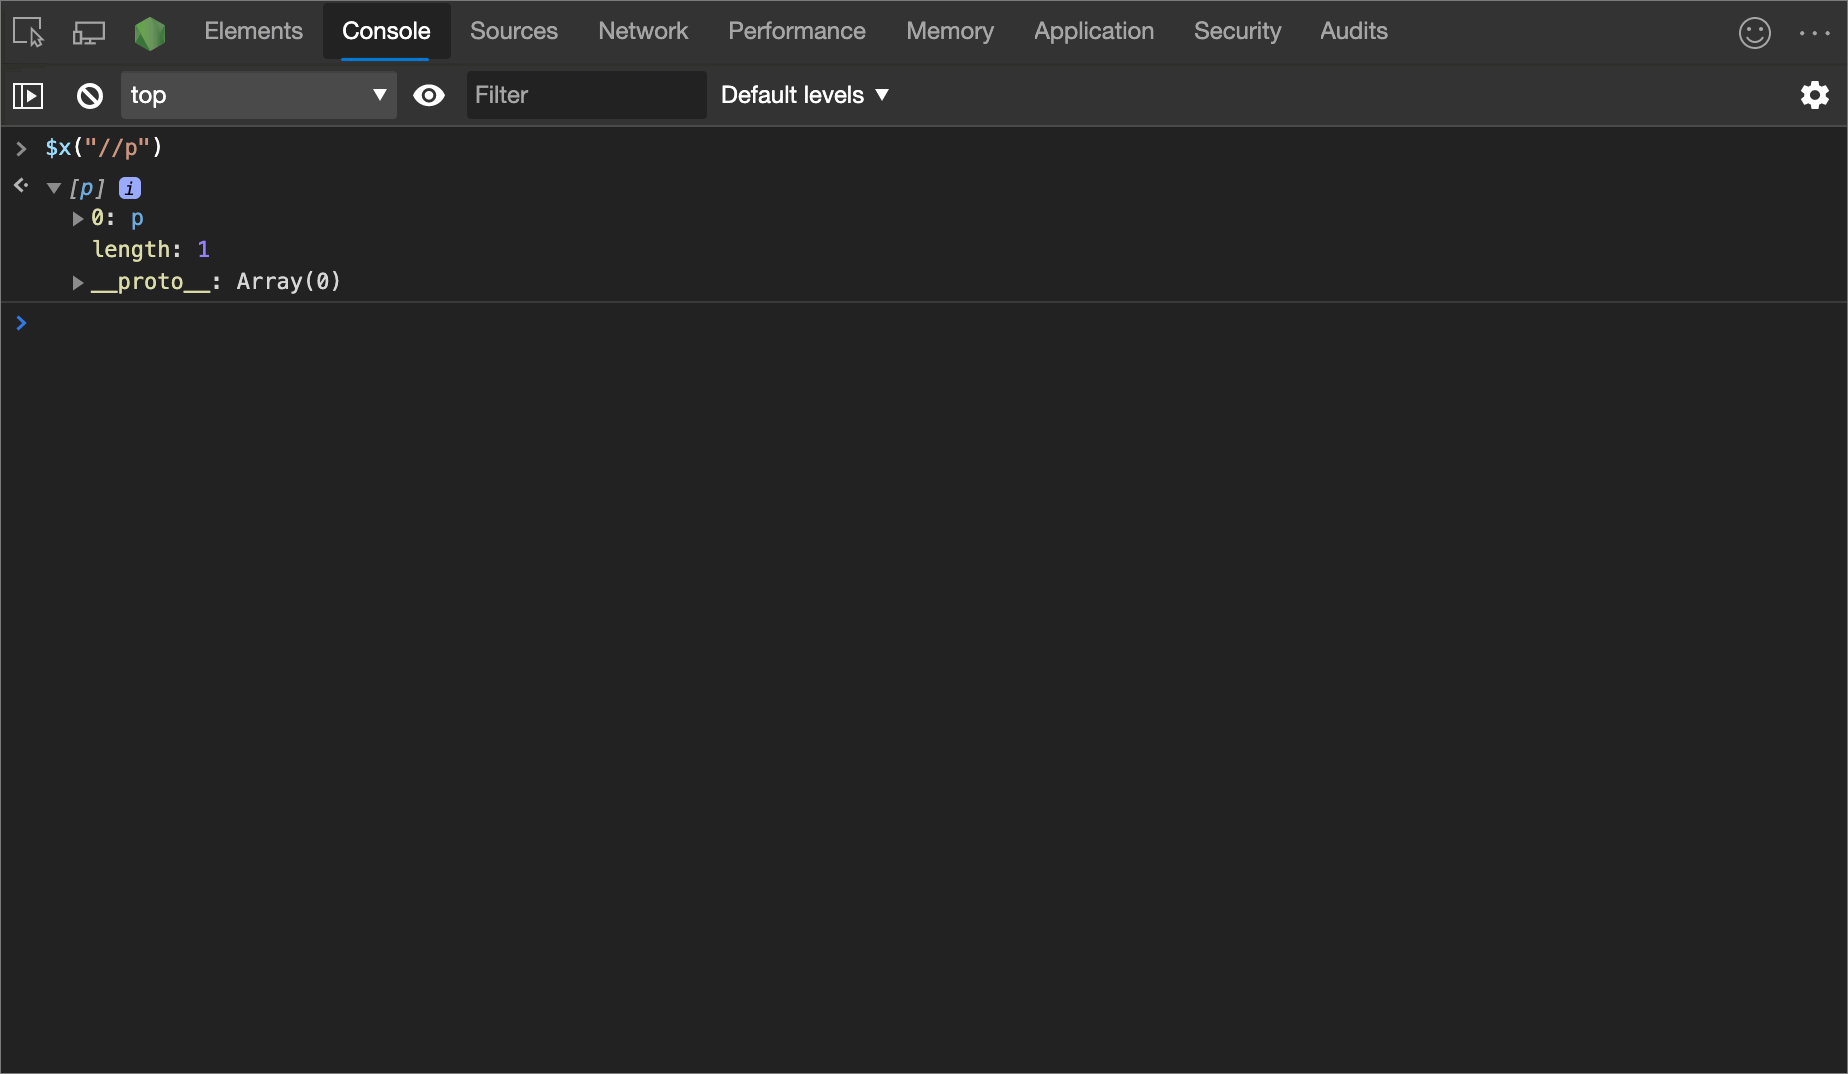 Elements Console Sources Network Performance Memory Application Security Audits
top Filter Default levels
$x("//p")
[p] i
0: p
length: 1
__proto__: Array(0)